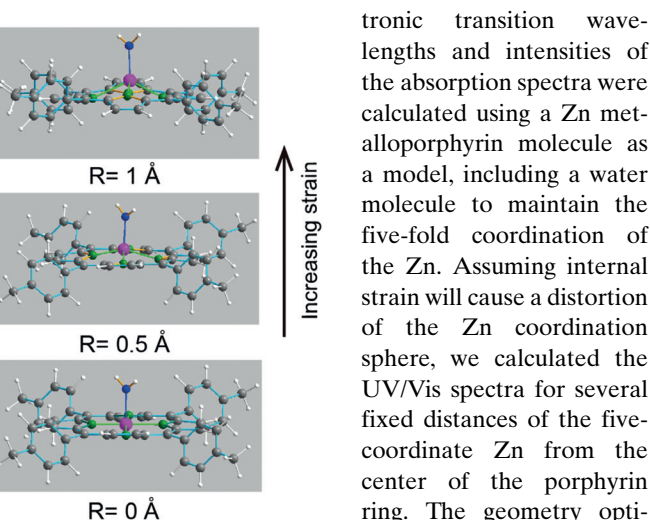 R= 1 Å
R= 0.5 Å
R= 0 Å
Increasing strain
tronic transition wave-
lengths and intensities of
the absorption spectra were
calculated using a Zn met-
alloporphyrin molecule as
a model, including a water
molecule to maintain the
five-fold coordination of
the Zn. Assuming internal
strain will cause a distortion
of the Zn coordination
sphere, we calculated the
UV/Vis spectra for several
fixed distances of the five-
coordinate Zn from the
center of the porphyrin
ring. The geometry opti-